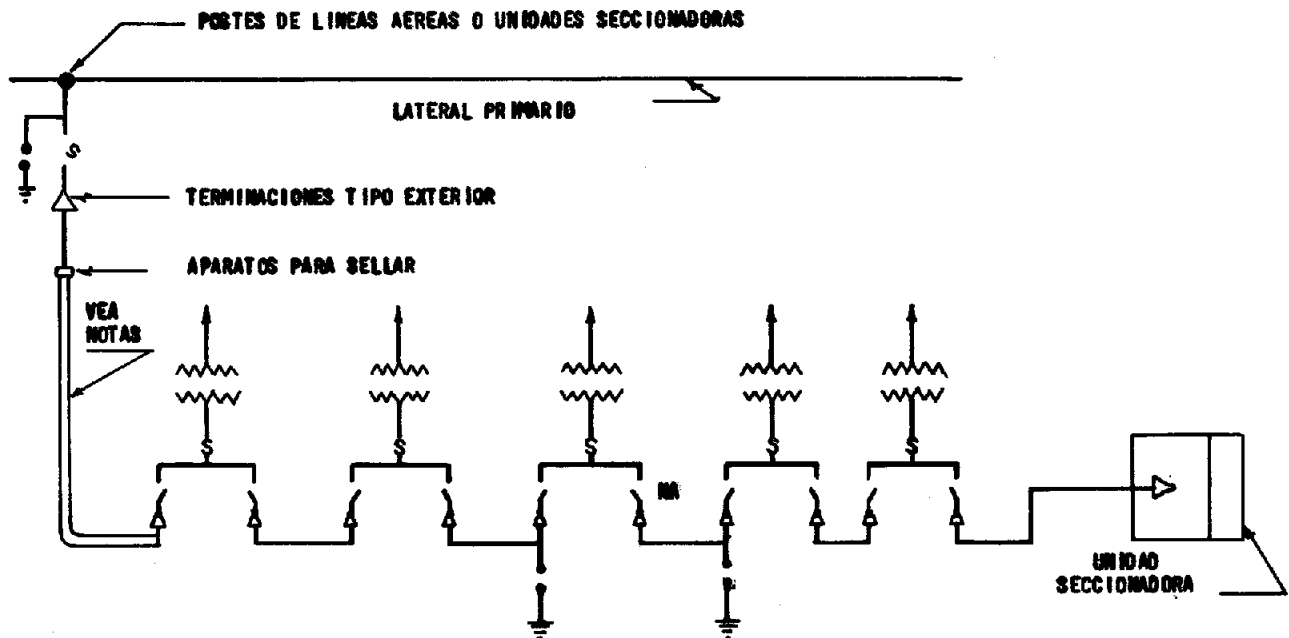 POSTES DE LINEAS AEREAS O UNIDADES SECCIONADORAS
LATERAL PRIMARIO
S
TERMINACIONES TIPO EXTERIOR
APARATOS PARA SELLAR
VEA
NOTAS
S S S S S
NA
UNIDAD
SECCIONADORA